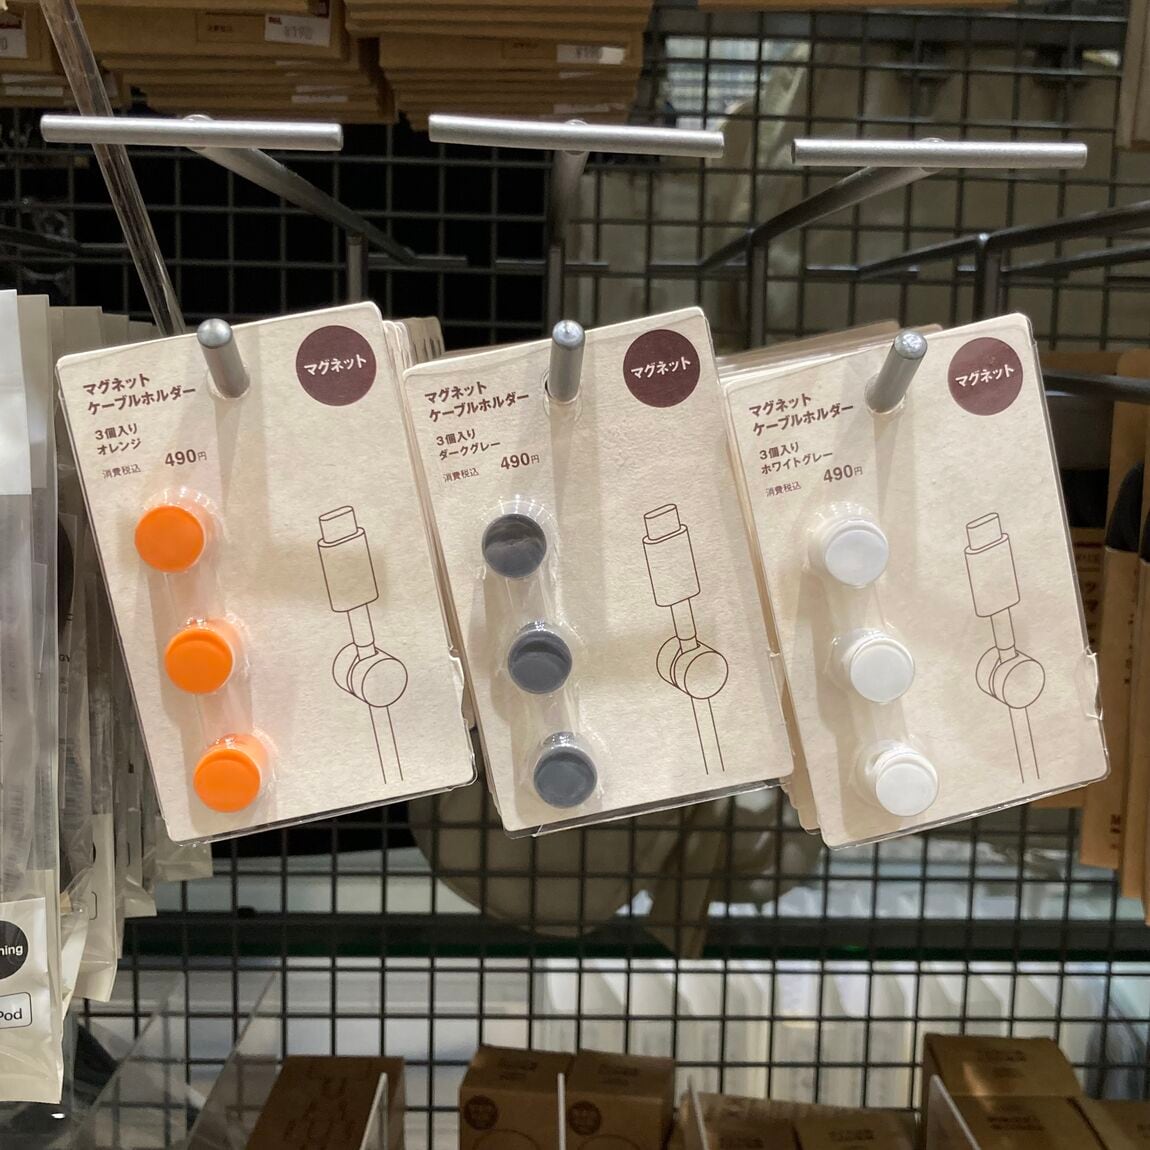 マグネット
ケーブルホルダー
3個入り
オレンジ
消費税込 490円
マグネット
マグネット
ケーブルホルダー
3個入り
ダークグレー
消費税込 490円
マグネット
マグネット
ケーブルホルダー
3個入り
ホワイトグレー
消費税込 490円
マグネット
ning
Pod